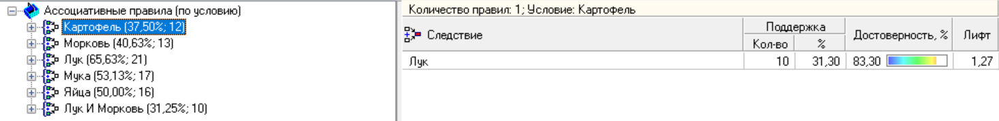 Ассоциативные правила (по условию)
Картофель (37,50%; 12)
Морковь (40,63%; 13)
Лук (65,63%; 21)
Мука (53,13%; 17)
Яйца (50,00%; 16)
Лук И Морковь (31,25%; 10)
Количество правил: 1; Условие: Картофель
Следствие Поддержка Достоверность, % Лифт
Кол-во %
Лук 10 31,30 83,30 1,27